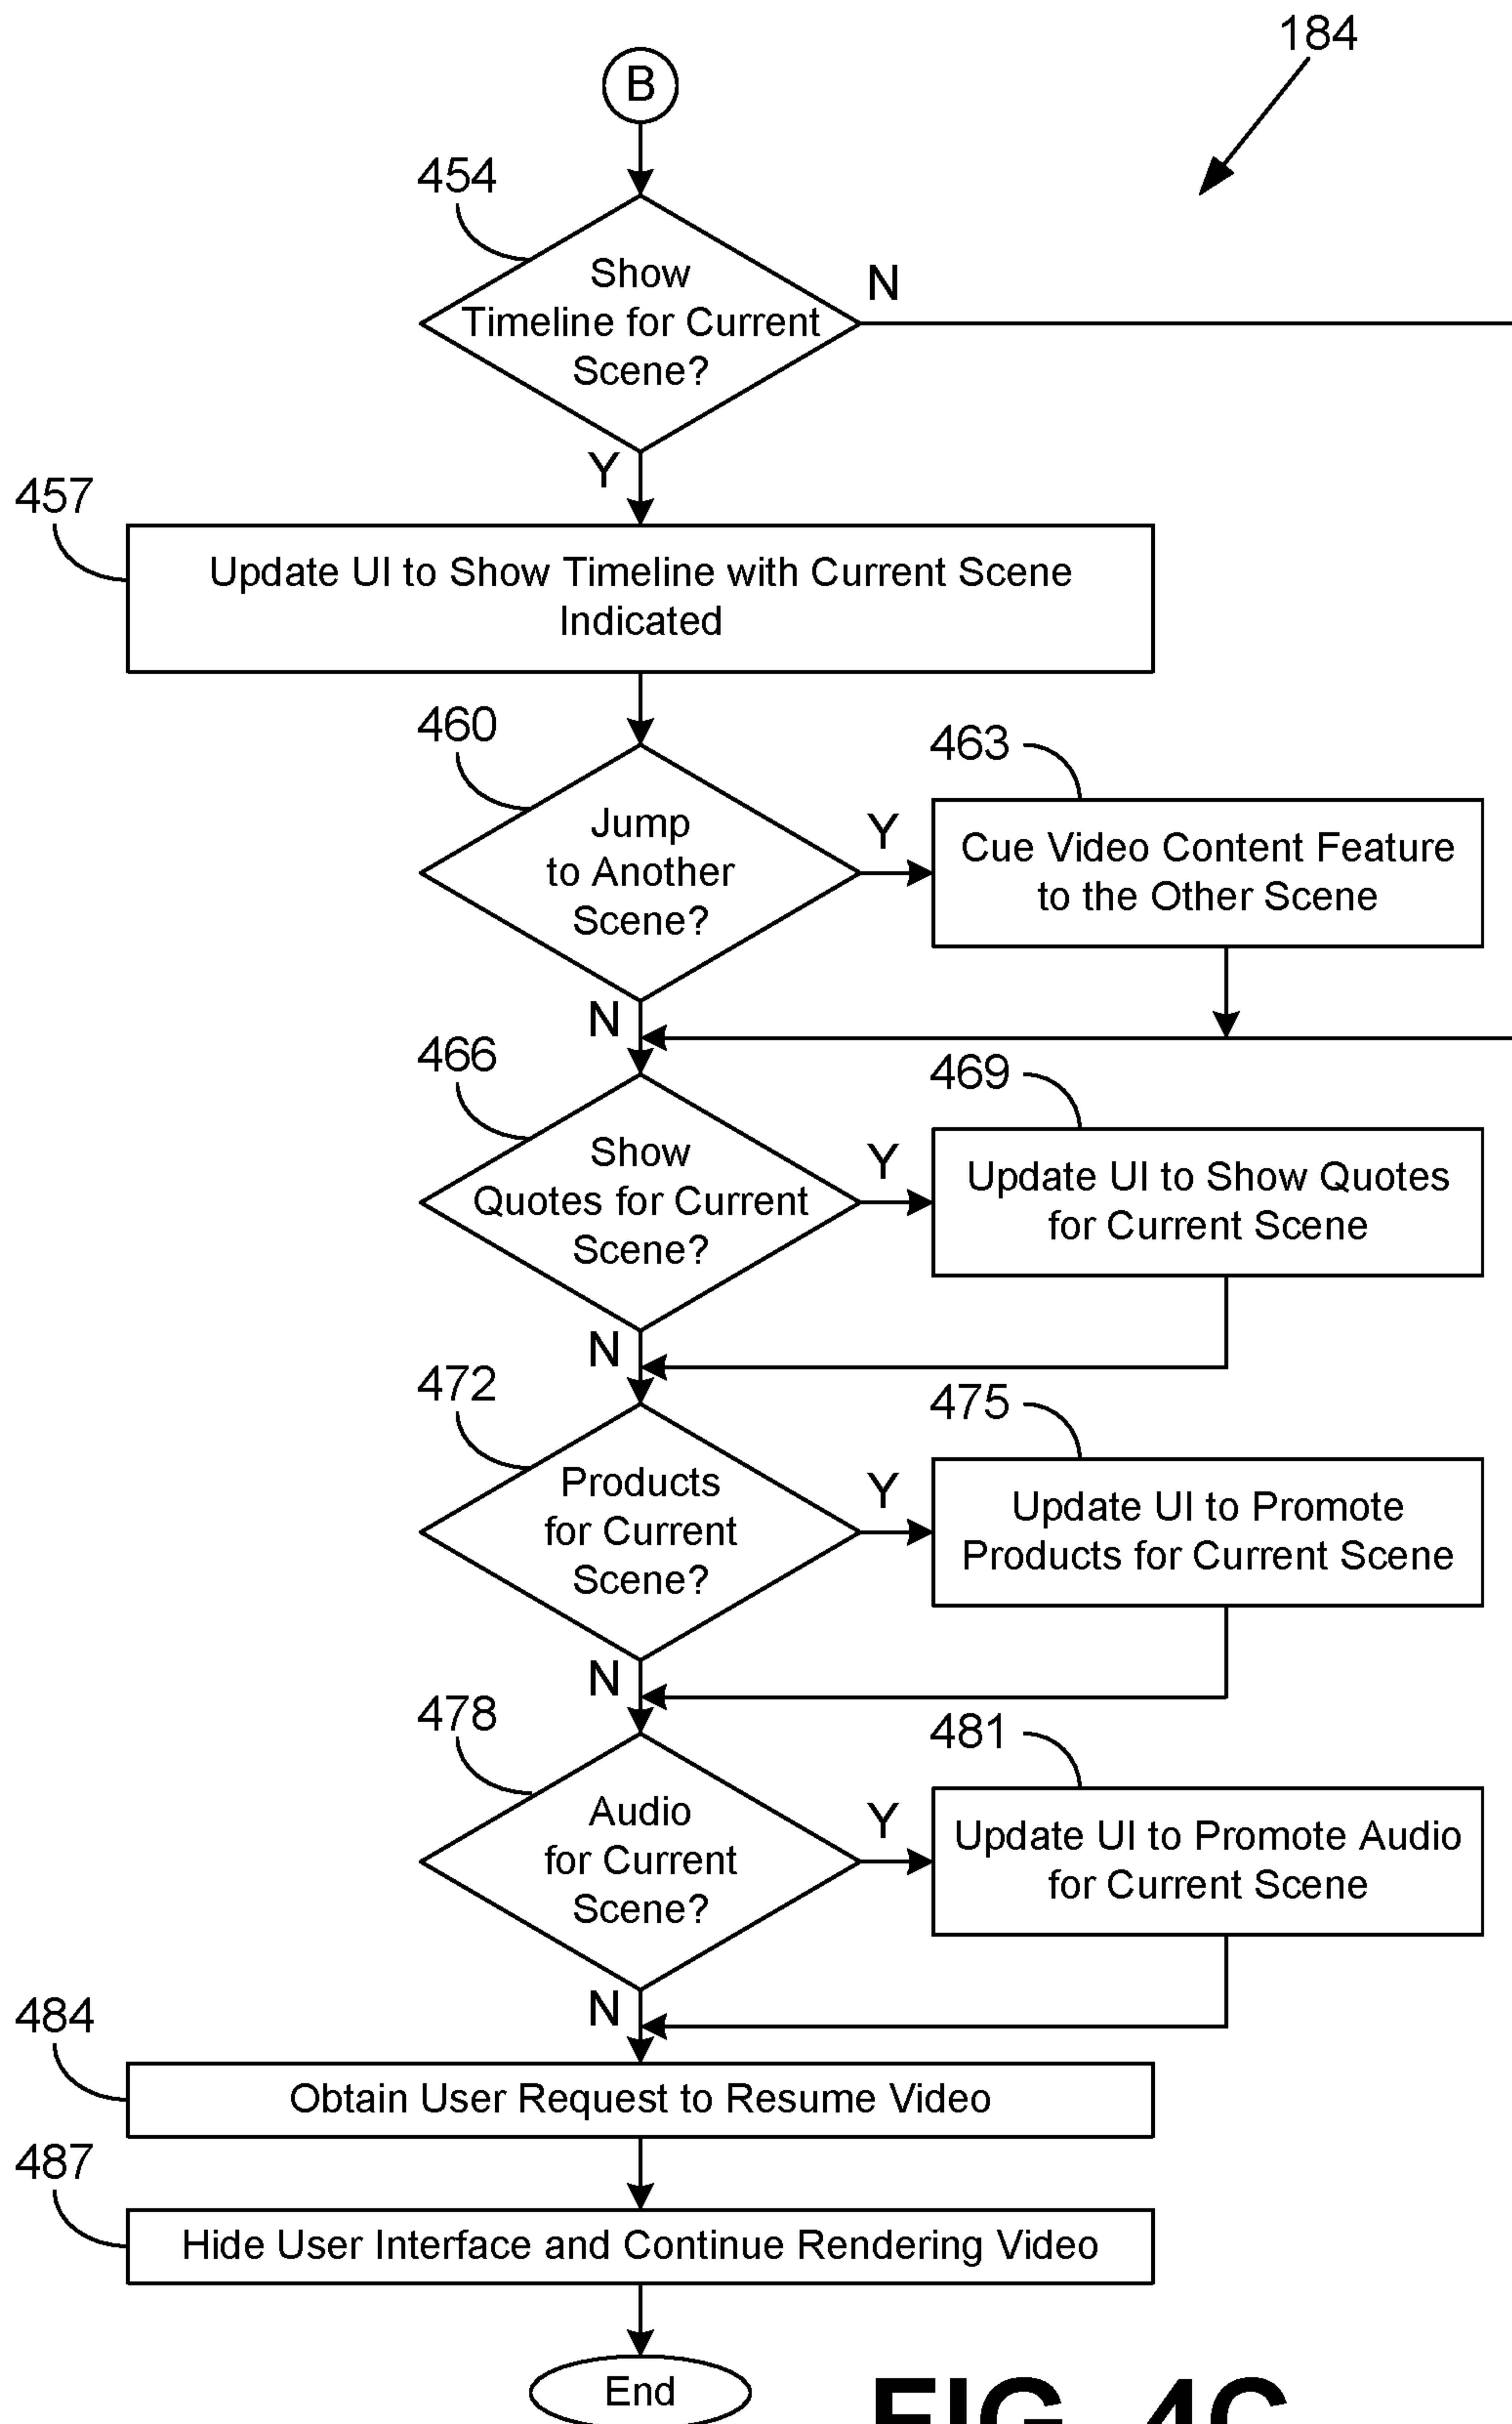 184
B
454
Show
Timeline for Current
Scene?
N
Y
457
Update UI to Show Timeline with Current Scene
Indicated
460
Jump
to Another
Scene?
Y
463
Cue Video Content Feature
to the Other Scene
N
466
Show
Quotes for Current
Scene?
Y
469
Update UI to Show Quotes
for Current Scene
N
472
Products
for Current
Scene?
Y
475
Update UI to Promote
Products for Current Scene
N
478
Audio
for Current
Scene?
Y
481
Update UI to Promote Audio
for Current Scene
N
484
Obtain User Request to Resume Video
487
Hide User Interface and Continue Rendering Video
End
FIG. 4C